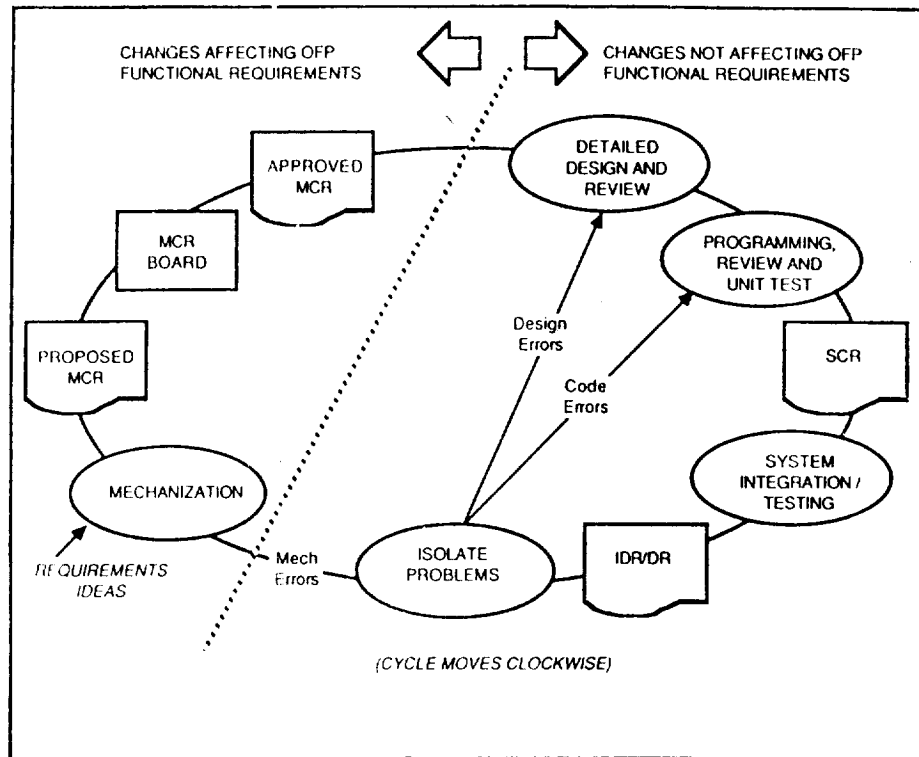 CHANGES AFFECTING OFP
FUNCTIONAL REQUIREMENTS
CHANGES NOT AFFECTING OFP
FUNCTIONAL REQUIREMENTS
APPROVED
MCR
DETAILED
DESIGN AND
REVIEW
MCR
BOARD
PROGRAMMING,
REVIEW AND
UNIT TEST
PROPOSED
MCR
Design
Errors
SCR
Code
Errors
MECHANIZATION
SYSTEM
INTEGRATION /
TESTING
REQUIREMENTS
IDEAS
Mech
Errors
ISOLATE
PROBLEMS
IDR/DR
(CYCLE MOVES CLOCKWISE)